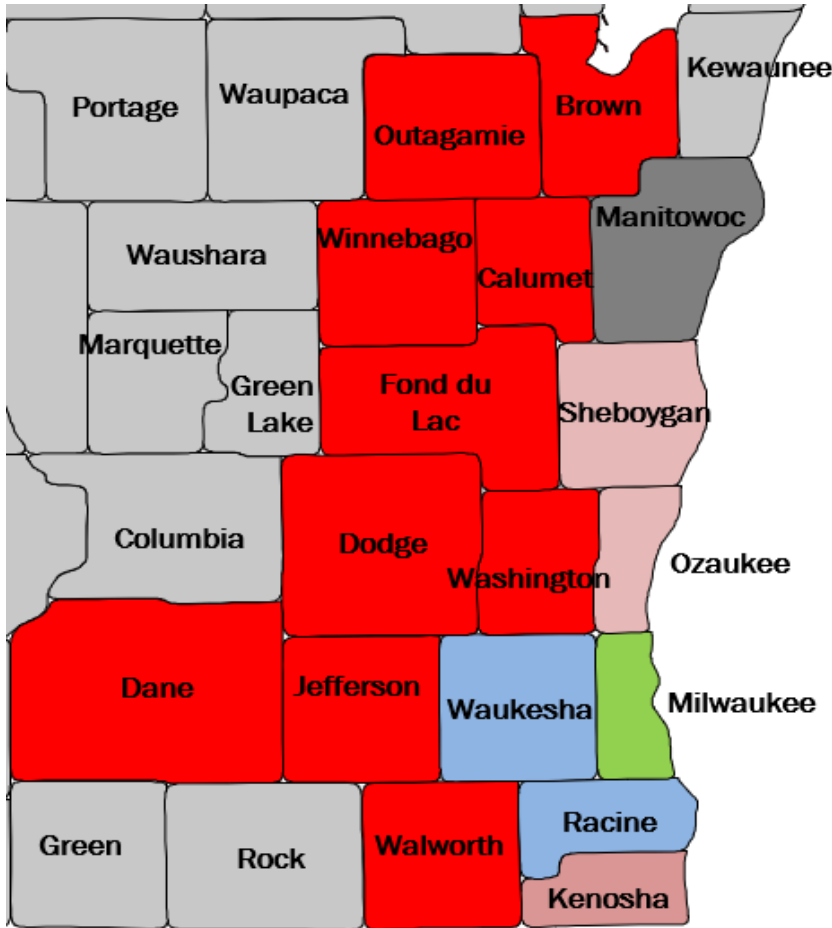 Kewaunee
Waupaca
Portage
Brown
Outagamie
Manitowoc
Winnebago
Waushara
Calumet
Marquette
Green
Lake
Fond du
Lac
Sheboygan
Columbia
Dodge
Washington
Ozaukee
Dane
Jefferson
Waukesha
Milwaukee
Racine
Green
Rock
Walworth
Kenosha